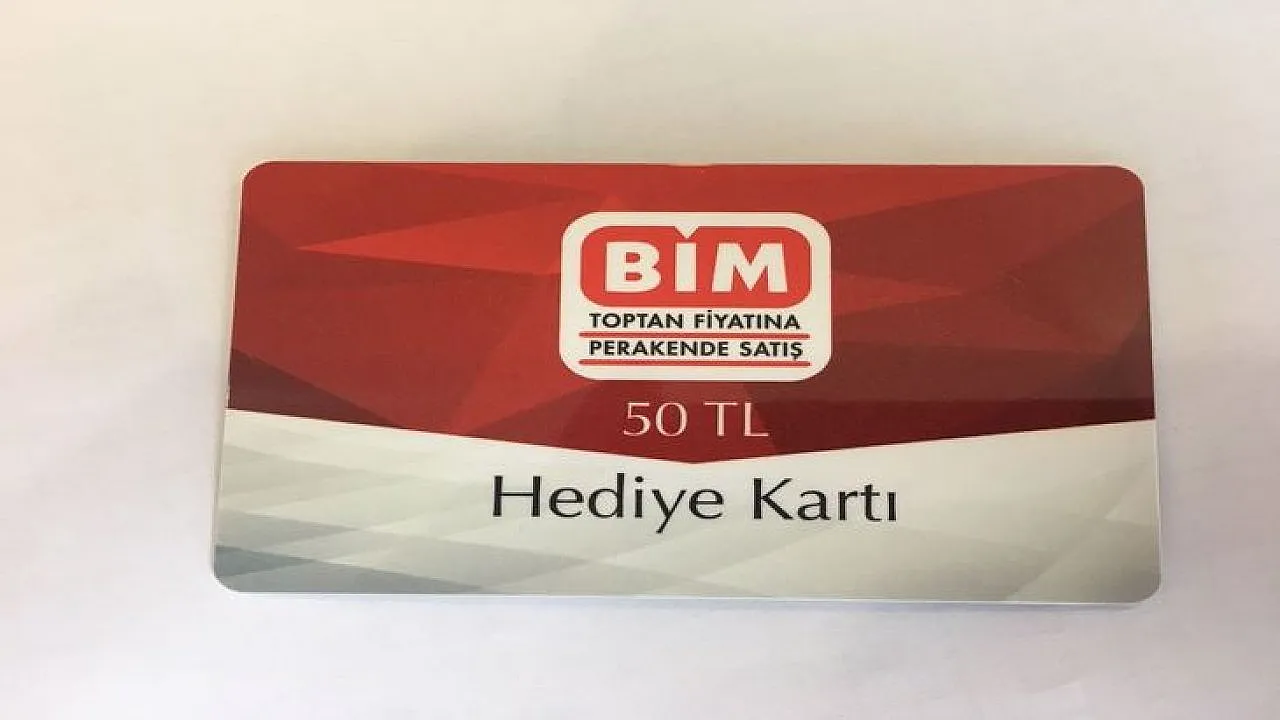 BİM
TOPTAN FİYATINA
PERAKENDE SATIŞ
50 TL
Hediye Kartı